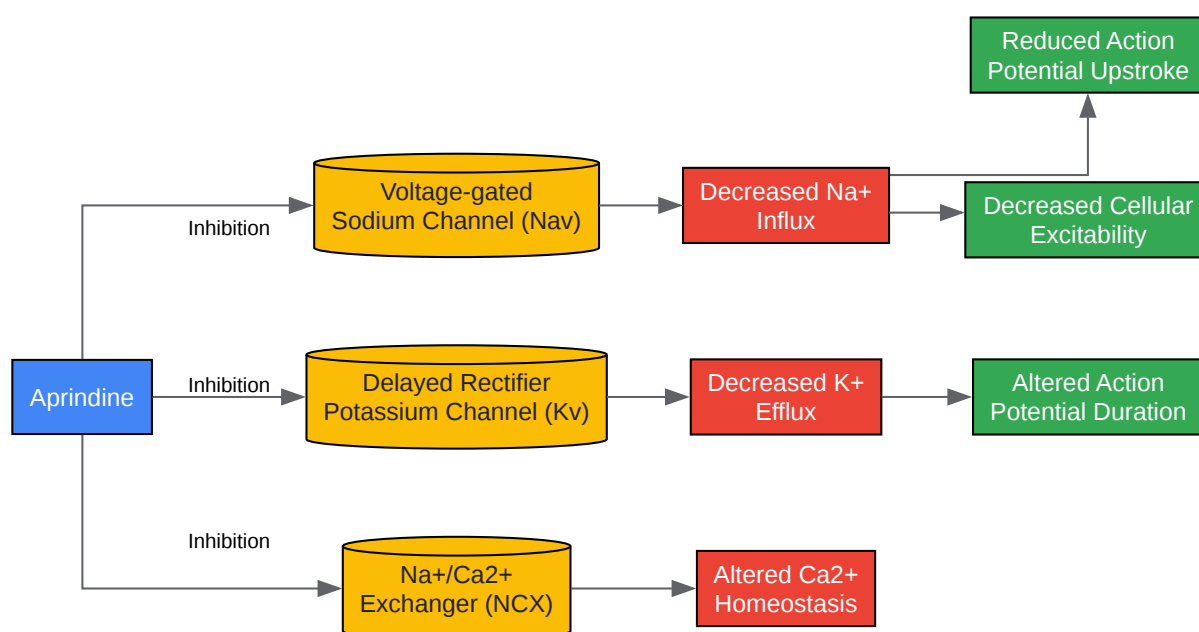 Reduced Action
Potential Upstroke
Voltage-gated
Sodium Channel (Nav)
Decreased Na+
Influx
Decreased Cellular
Excitability
Inhibition
Aprindine
Inhibition
Delayed Rectifier
Potassium Channel (Kv)
Decreased K+
Efflux
Altered Action
Potential Duration
Inhibition
Na+/Ca2+
Exchanger (NCX)
Altered Ca2+
Homeostasis